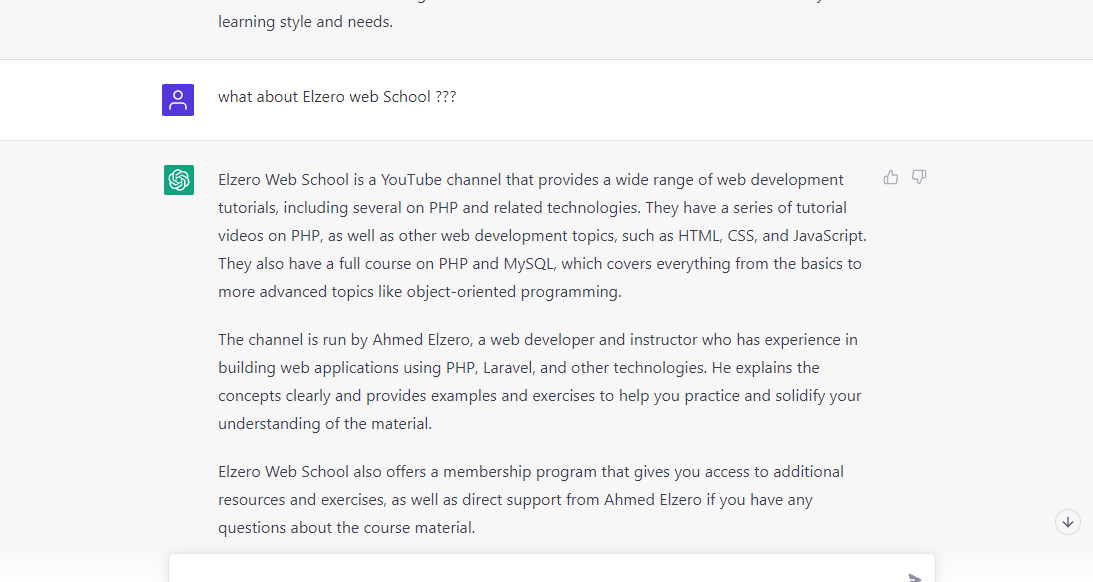 learning style and needs.
what about Elzero web School ???
Elzero Web School is a YouTube channel that provides a wide range of web development
tutorials, including several on PHP and related technologies. They have a series of tutorial
videos on PHP, as well as other web development topics, such as HTML, CSS, and JavaScript.
They also have a full course on PHP and MySQL, which covers everything from the basics to
more advanced topics like object-oriented programming.
The channel is run by Ahmed Elzero, a web developer and instructor who has experience in
building web applications using PHP, Laravel, and other technologies. He explains the
concepts clearly and provides examples and exercises to help you practice and solidify your
understanding of the material.
Elzero Web School also offers a membership program that gives you access to additional
resources and exercises, as well as direct support from Ahmed Elzero if you have any
questions about the course material.